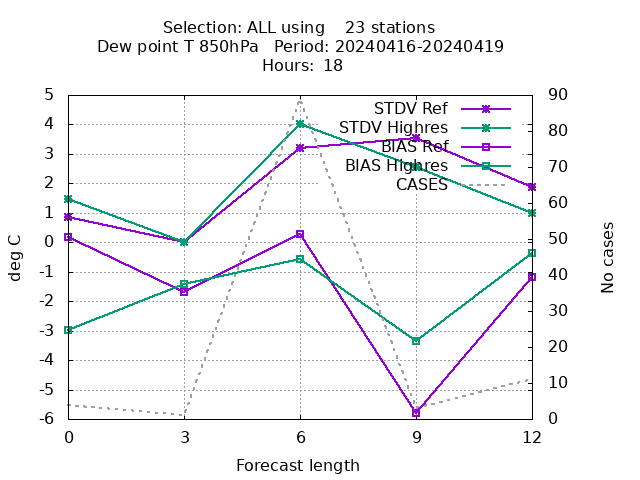 Selection: ALL using    23 stations
Dew point T 850hPa   Period: 20240416-20240419
Hours: 18
STDV Ref
STDV Highres
BIAS Ref
BIAS Highres
CASES
5
4
3
2
1
0
-1
-2
-3
-4
-5
-6
deg C
90
80
70
60
50
40
30
20
10
0
No cases
0 3 6 9 12
Forecast length